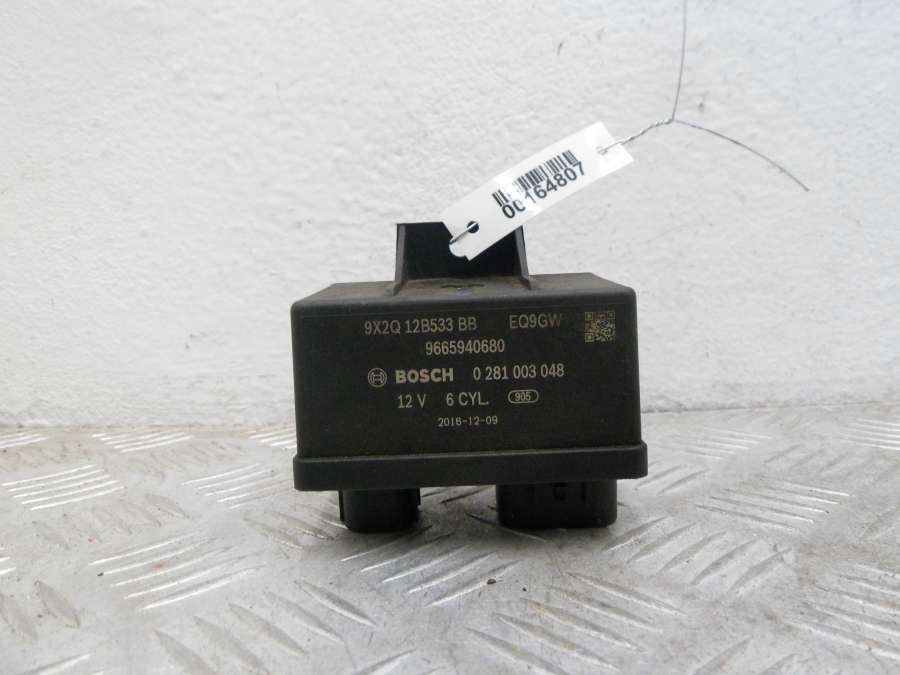 00164807
9X2Q 12B533 BB EQ9GW
9665940680
BOSCH 0 281 003 048
12 V 6 CYL. 905
2016-12-09